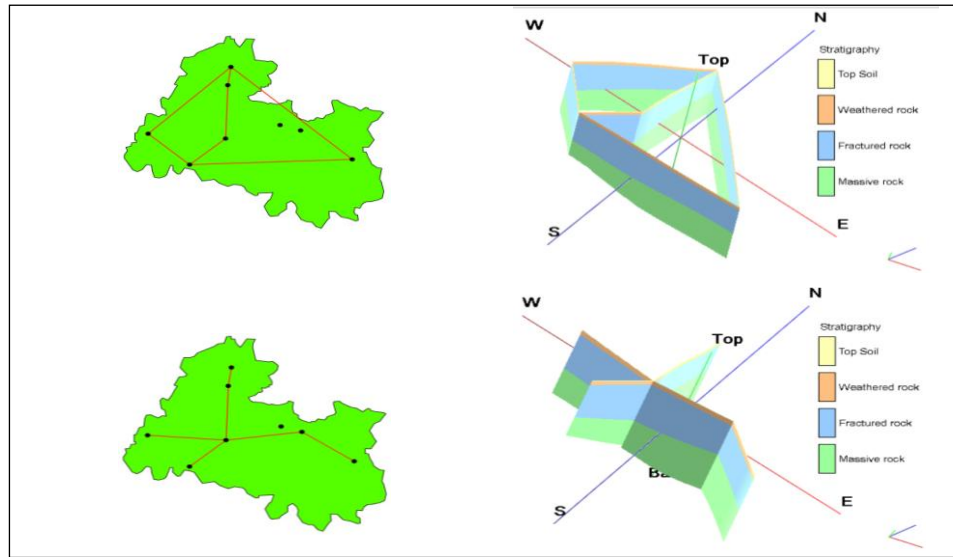 W
N
Top
Stratigraphy
Top Soil
Weathered rock
Fractured rock
Massive rock
S
E
W
N
Top
Stratigraphy
Top Soil
Weathered rock
Fractured rock
Massive rock
Ba
S
E